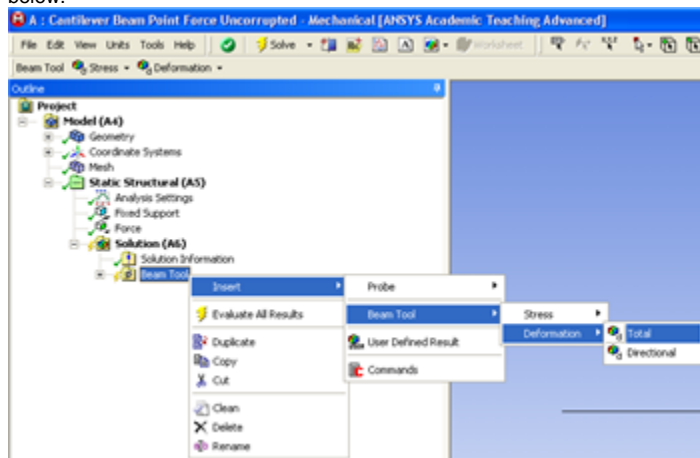 below.
A : Cantilever Beam Point Force Uncorrupted - Mechanical [ANSYS Academic Teaching Advanced]
File Edit View Units Tools Help Solve Worksheet
Beam Tool Stress Deformation
Outline
Project
Model (A4)
Geometry
Coordinate Systems
Mesh
Static Structural (A5)
Analysis Settings
Fixed Support
Force
Solution (A6)
Solution Information
Beam Tool
Insert
Evaluate All Results
Duplicate
Copy
Cut
Clean
Delete
Rename
Probe
Beam Tool
User Defined Result
Commands
Stress
Deformation
Total
Directional